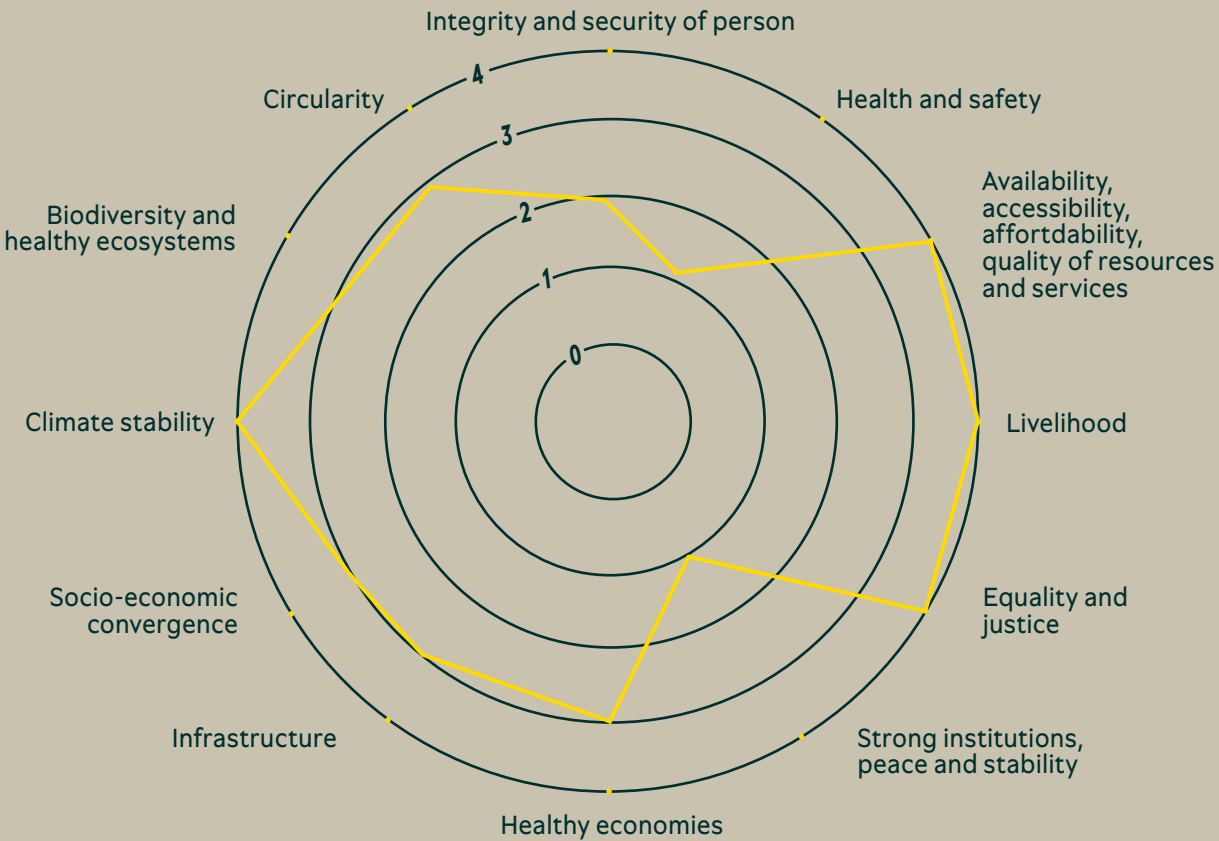 Integrity and security of person
4
Circularity
Health and safety
3
Availability,
accessibility,
affortdability,
quality of resources
and services
Biodiversity and
healthy ecosystems
2
1
0
Climate stability
Livelihood
Socio-economic
convergence
Equality and
justice
Infrastructure
Strong institutions,
peace and stability
Healthy economies